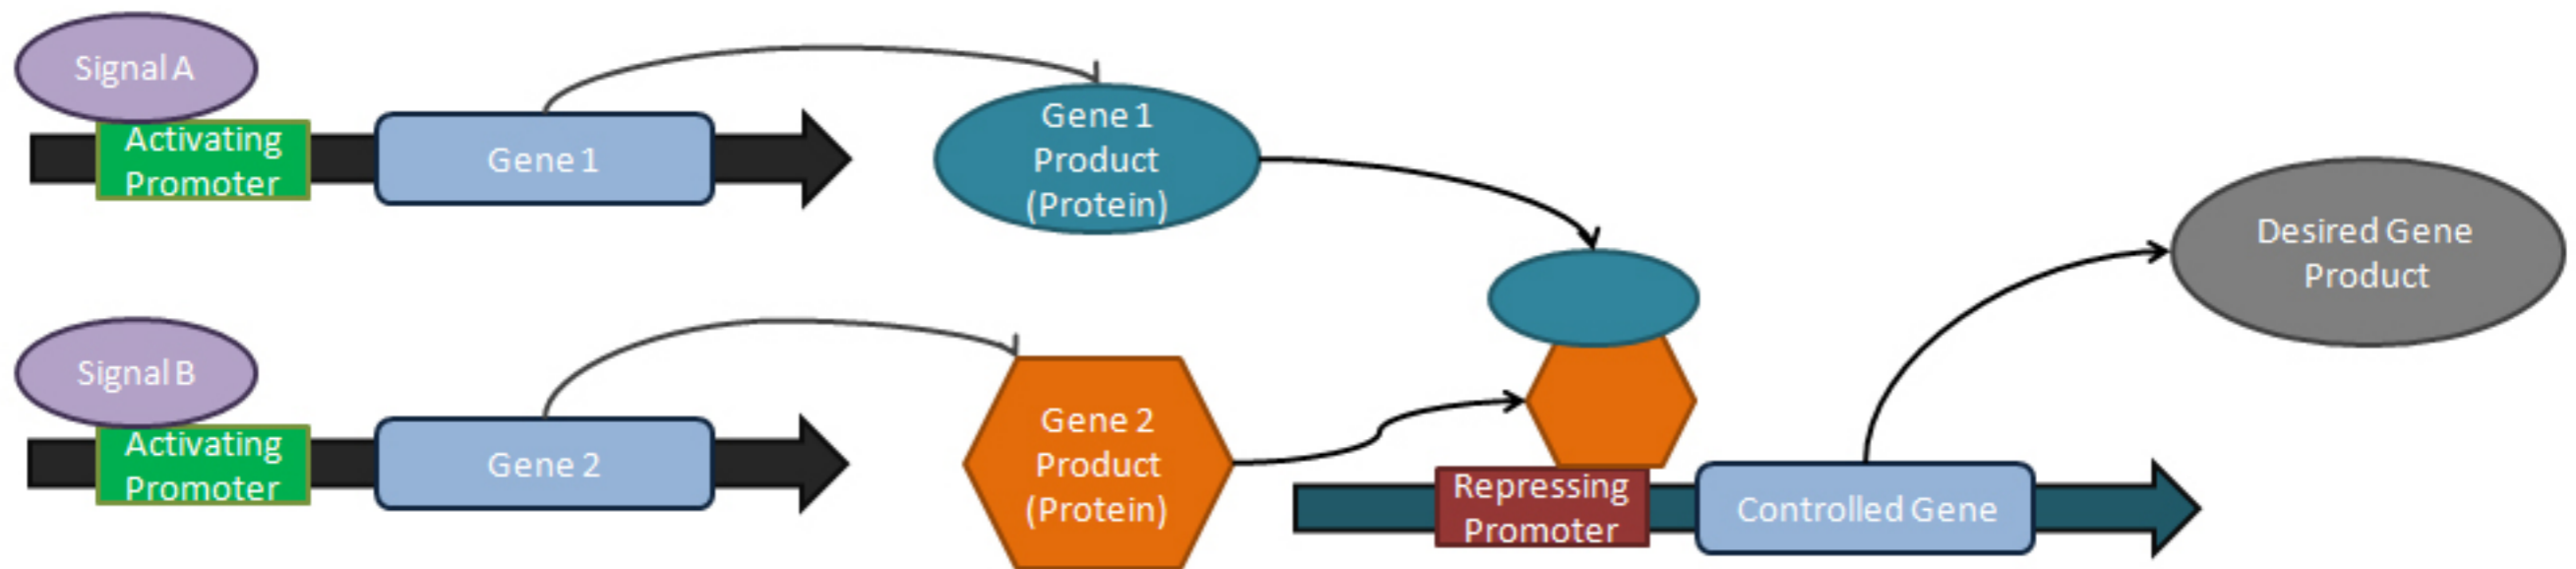 Signal A
Activating
Promoter
Gene 1
Gene 1
Product
(Protein)
Signal B
Activating
Promoter
Gene 2
Gene 2
Product
(Protein)
Repressing
Promoter
Controlled Gene
Desired Gene
Product